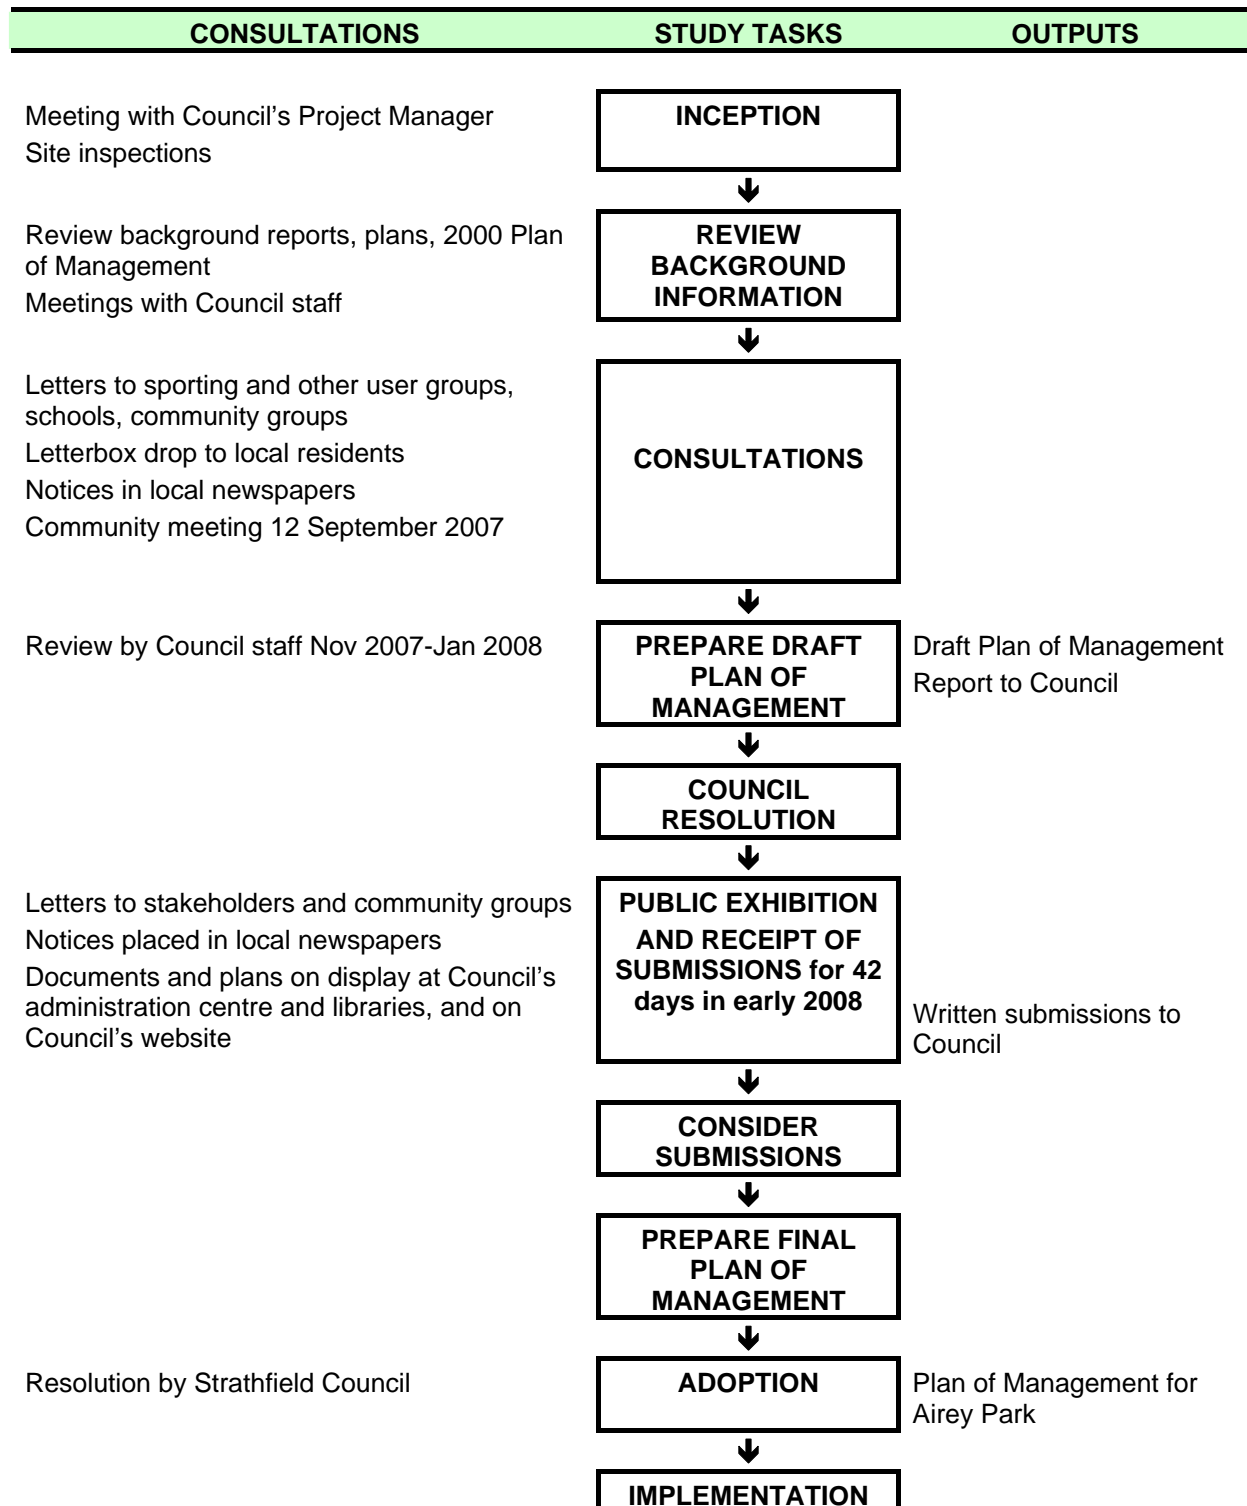 CONSULTATIONS STUDY TASKS OUTPUTS
Meeting with Council's Project Manager
Site inspections
INCEPTION
Review background reports, plans, 2000 Plan
of Management
Meetings with Council staff
REVIEW
BACKGROUND
INFORMATION
Letters to sporting and other user groups,
schools, community groups
Letterbox drop to local residents
Notices in local newspapers
Community meeting 12 September 2007
CONSULTATIONS
Review by Council staff Nov 2007-Jan 2008
PREPARE DRAFT
PLAN OF
MANAGEMENT
Draft Plan of Management
Report to Council
COUNCIL
RESOLUTION
Letters to stakeholders and community groups
Notices placed in local newspapers
Documents and plans on display at Council's
administration centre and libraries, and on
Council's website
PUBLIC EXHIBITION
AND RECEIPT OF
SUBMISSIONS for 42
days in early 2008
Written submissions to
Council
CONSIDER
SUBMISSIONS
PREPARE FINAL
PLAN OF
MANAGEMENT
Resolution by Strathfield Council
ADOPTION
Plan of Management for
Airey Park
IMPLEMENTATION